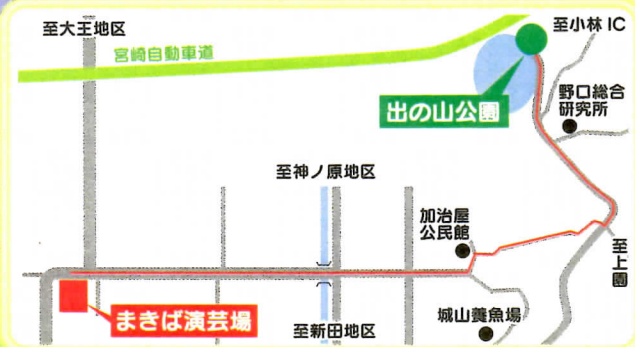 至大王地区
宮崎自動車道
至小林 IC
出の山公園
野口総合
研究所
至神ノ原地区
加治屋
公民館
至上園
まきば演芸場
至新田地区
城山養魚場